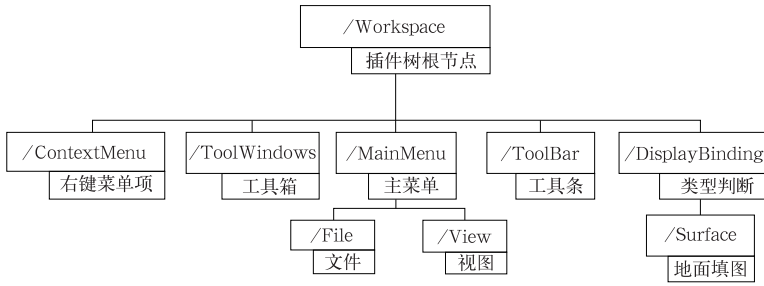 /Workspace
插件树根节点
/ContextMenu
右键菜单项
/ToolWindows
工具箱
/MainMenu
主菜单
/ToolBar
工具条
/DisplayBinding
类型判断
/File
文件
/View
视图
/Surface
地面填图